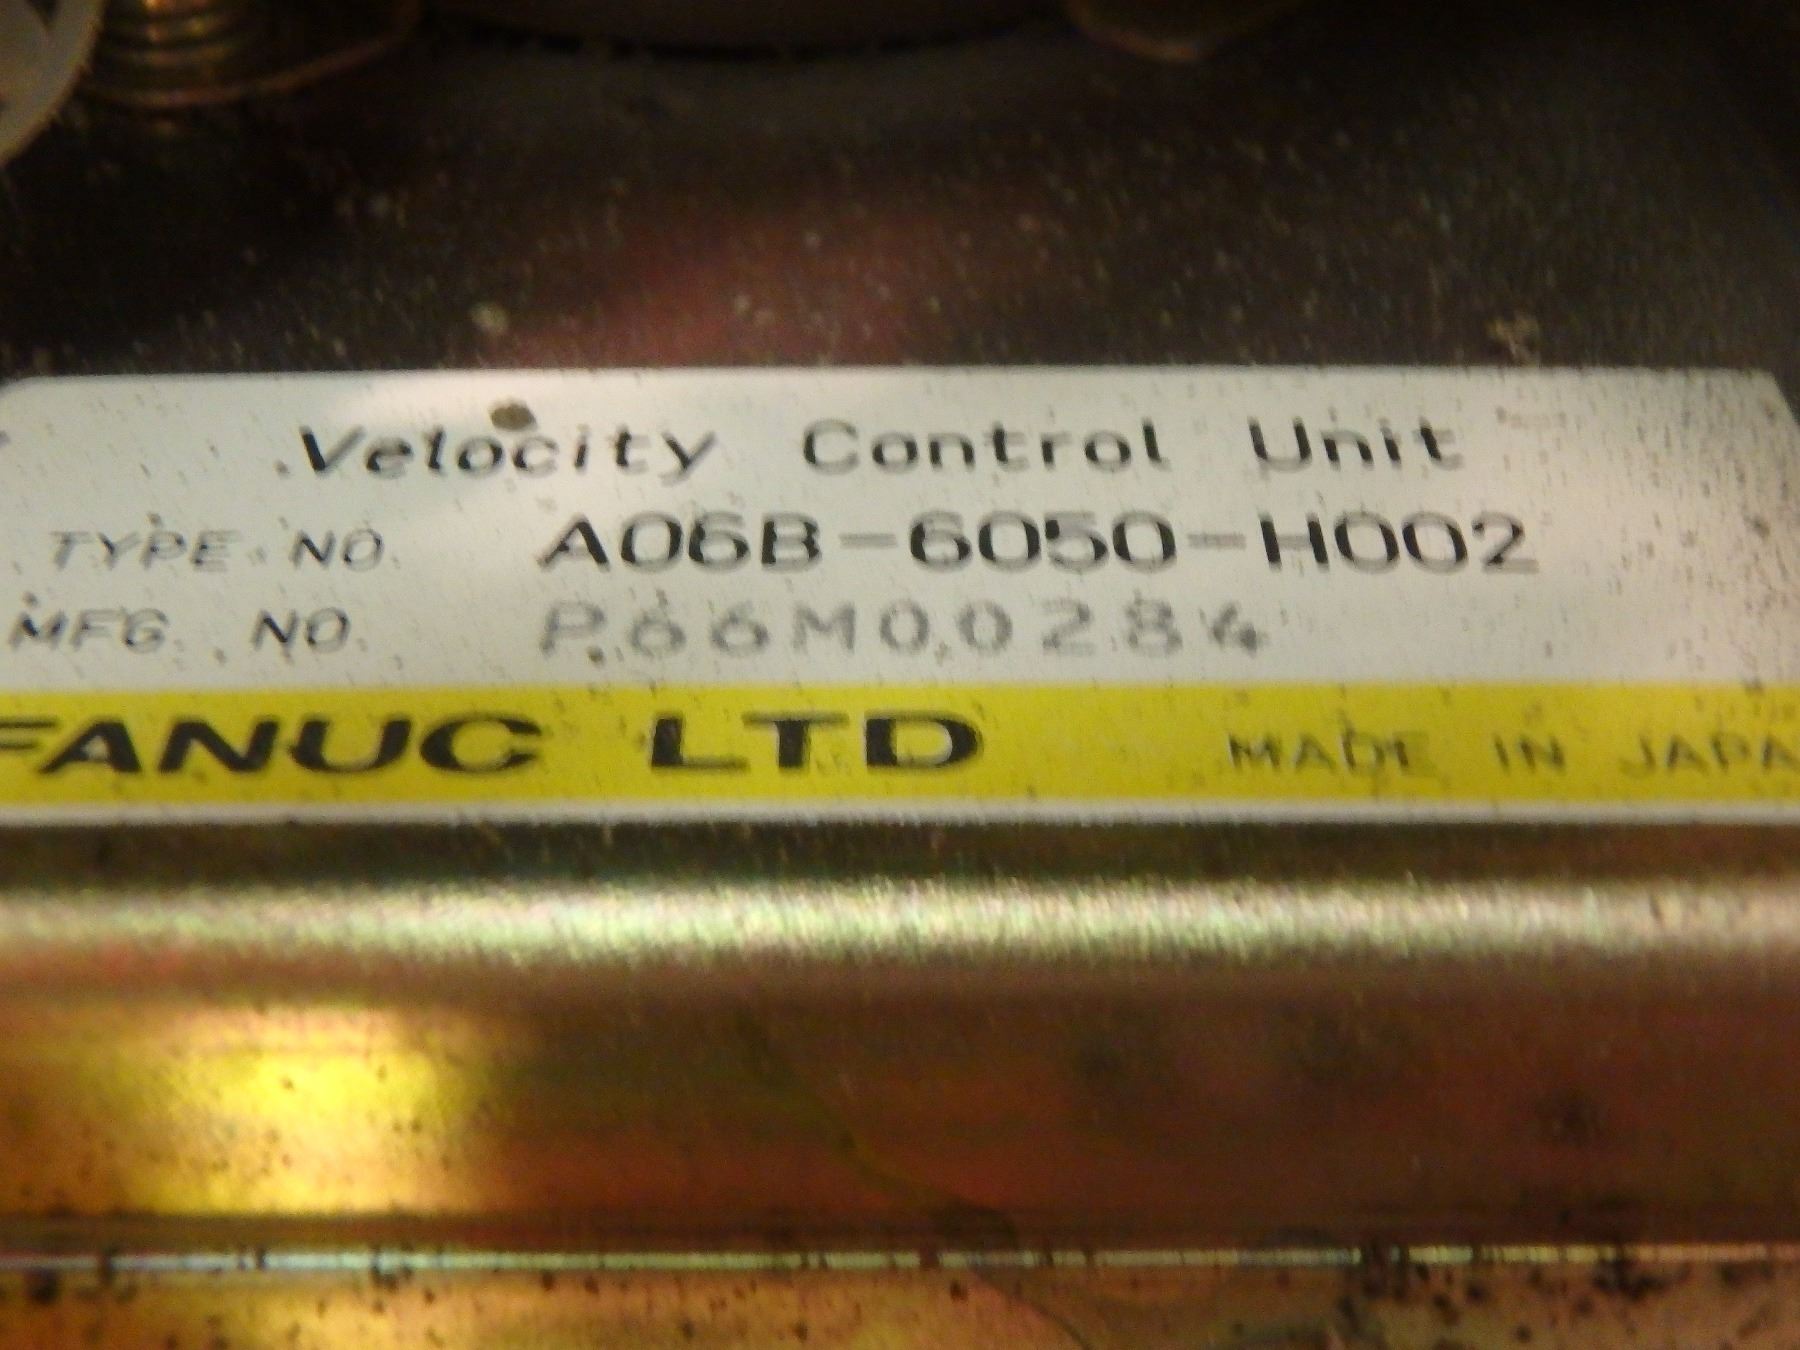 Velocity Control Unit
TYPE NO. A06B-6050-H002
MFG. NO. P66M00284
FANUC LTD MADE IN JAPA